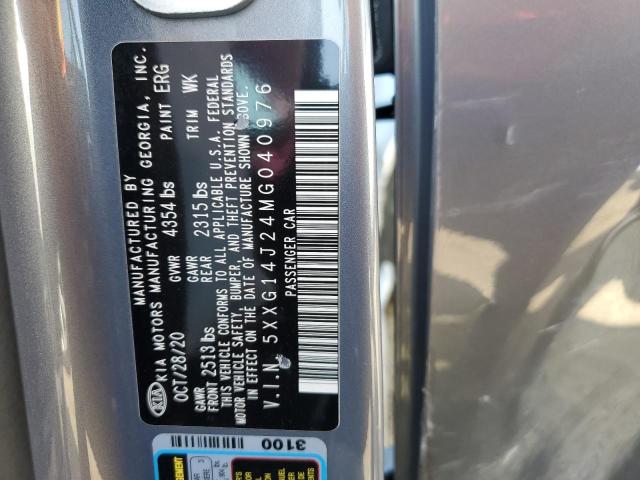 KIA
MANUFACTURED BY
KIA MOTORS MANUFACTURING GEORGIA, INC.
OCT/28/20 GVWR 4354 lbs PAINT ERG
GAWR FRONT 2513 lbs GAWR REAR 2315 lbs TRIM WK
THIS VEHICLE CONFORMS TO ALL APPLICABLE U.S.A. FEDERAL
MOTOR VEHICLE SAFETY, BUMPER, AND THEFT PREVENTION STANDARDS
IN EFFECT ON THE DATE OF MANUFACTURE SHOWN ABOVE.
V.I.N. 5XXG14J24MG040976
PASSENGER CAR
3100